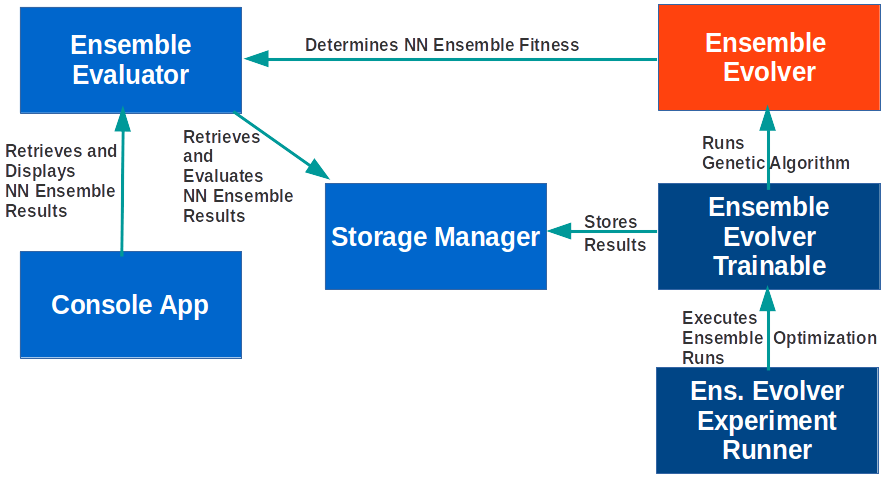 Ensemble
Evaluator
Determines NN Ensemble Fitness
Ensemble
Evolver
Retrieves and
Displays
NN Ensemble
Results
Retrieves
and
Evaluates
NN Ensemble
Results
Runs
Genetic Algorithm
Storage Manager
Stores
Results
Ensemble
Evolver
Trainable
Console App
Executes
Ensemble Optimization
Runs
Ens. Evolver
Experiment
Runner